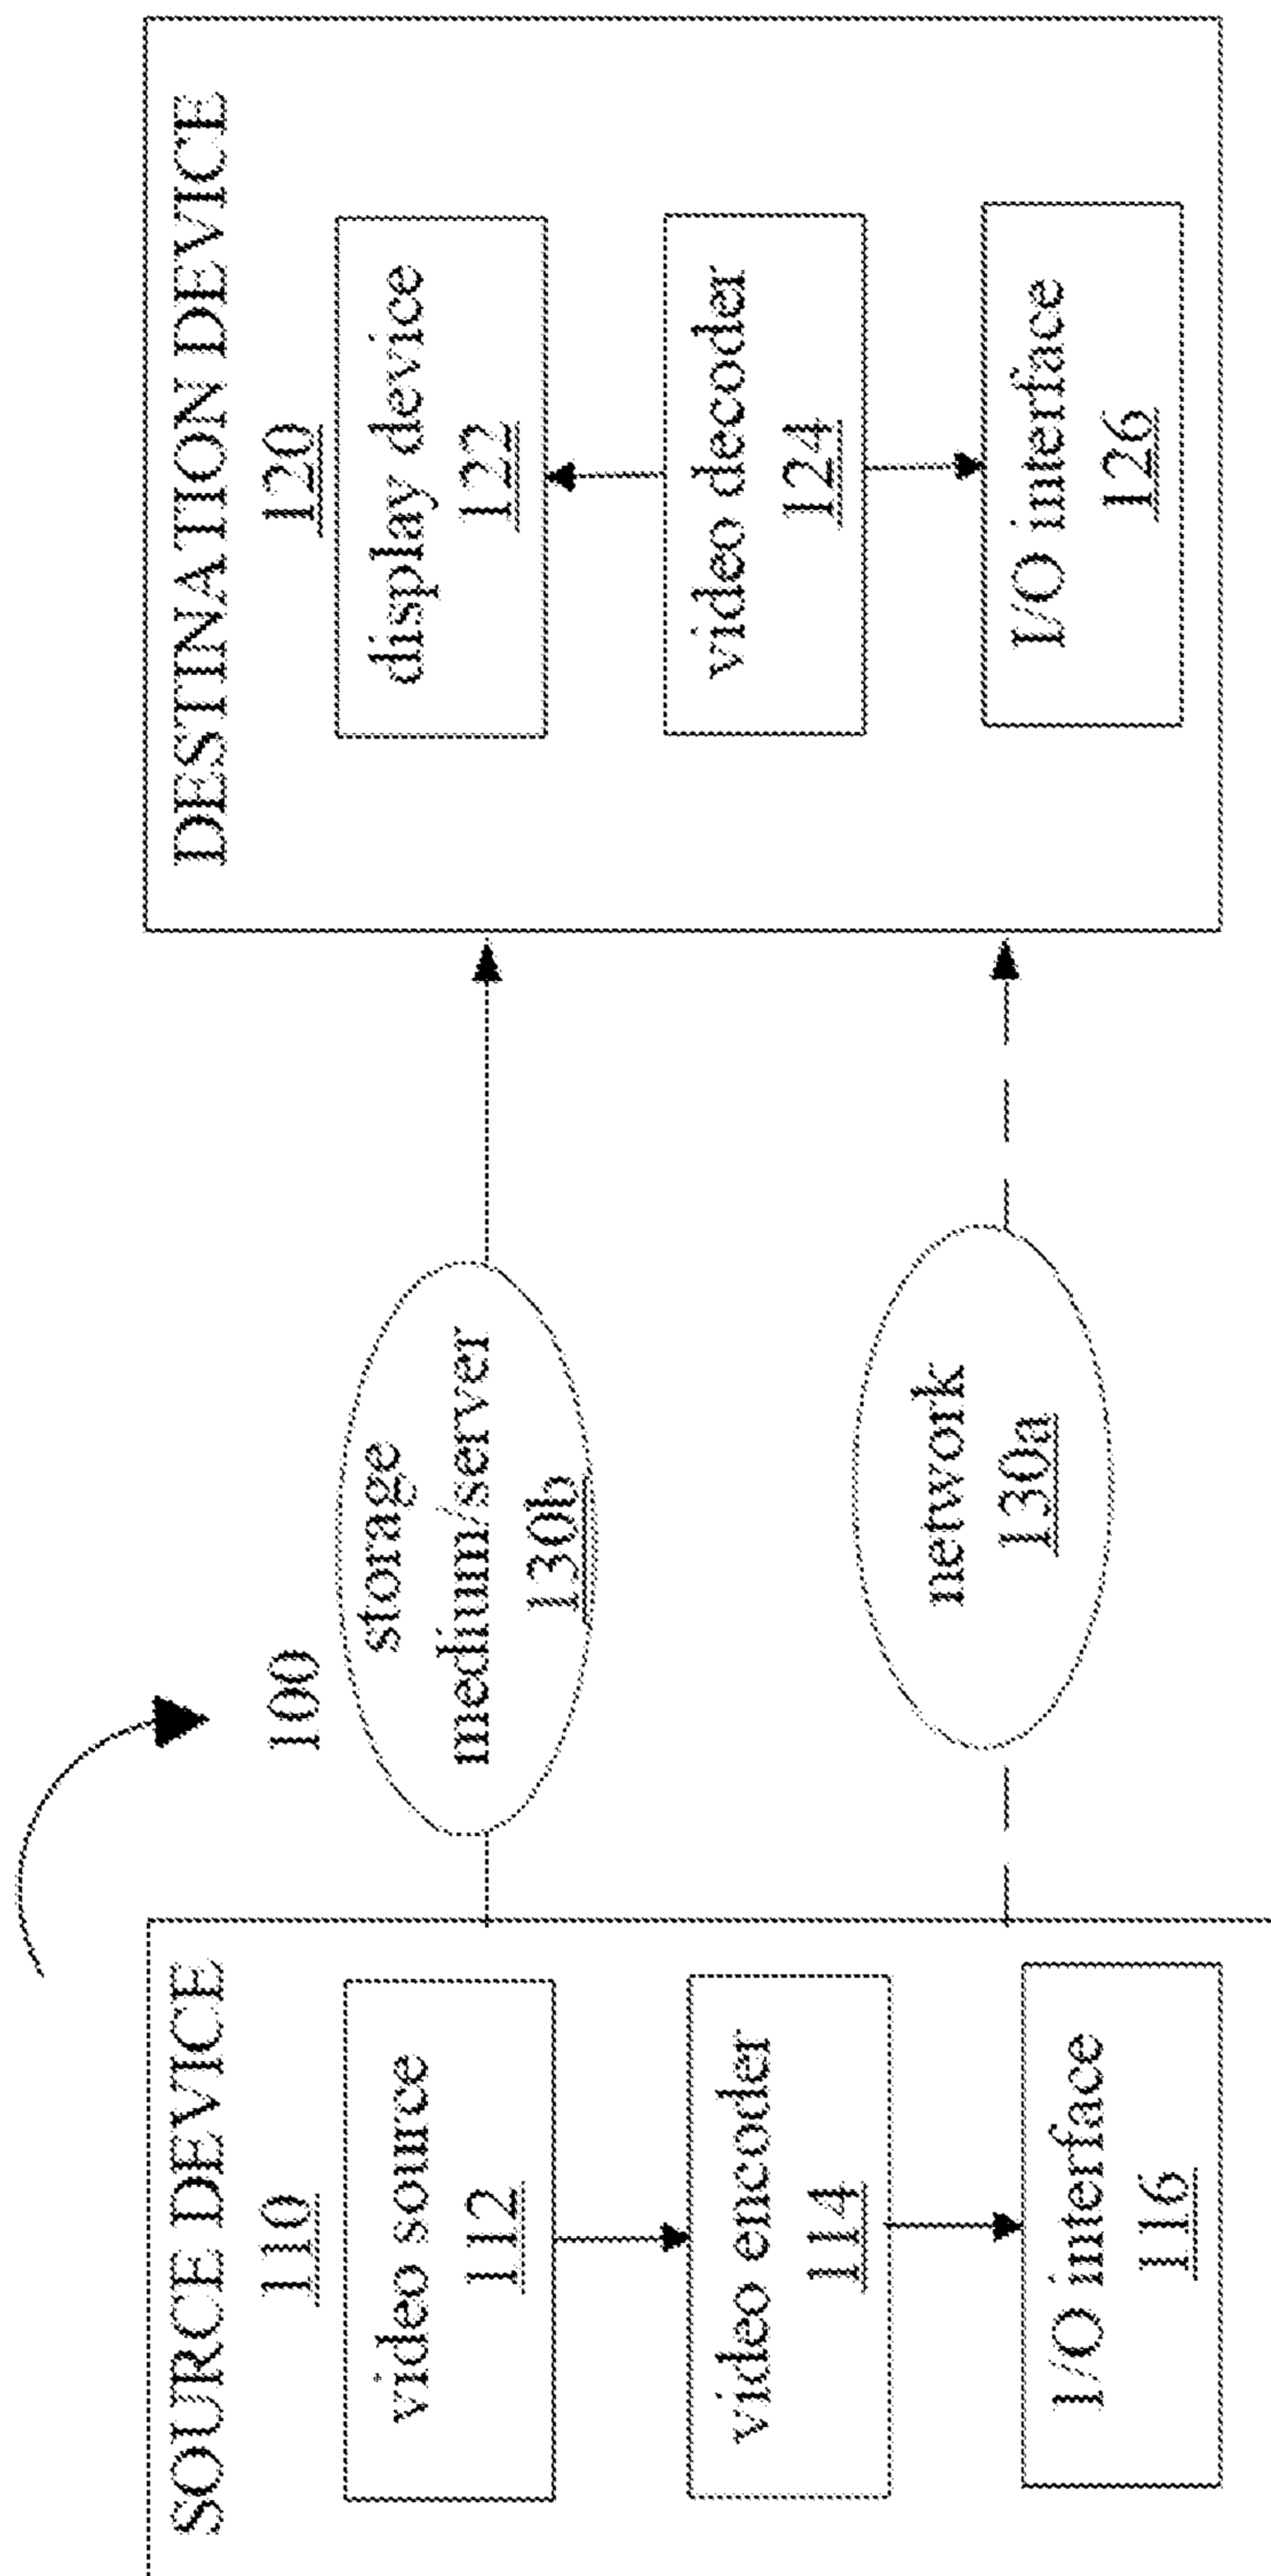 100
SOURCE DEVICE
110
video source
112
video encoder
114
I/O interface
116
storage
medium/server
130b
network
130a
DESTINATION DEVICE
120
display device
122
video decoder
124
I/O interface
126